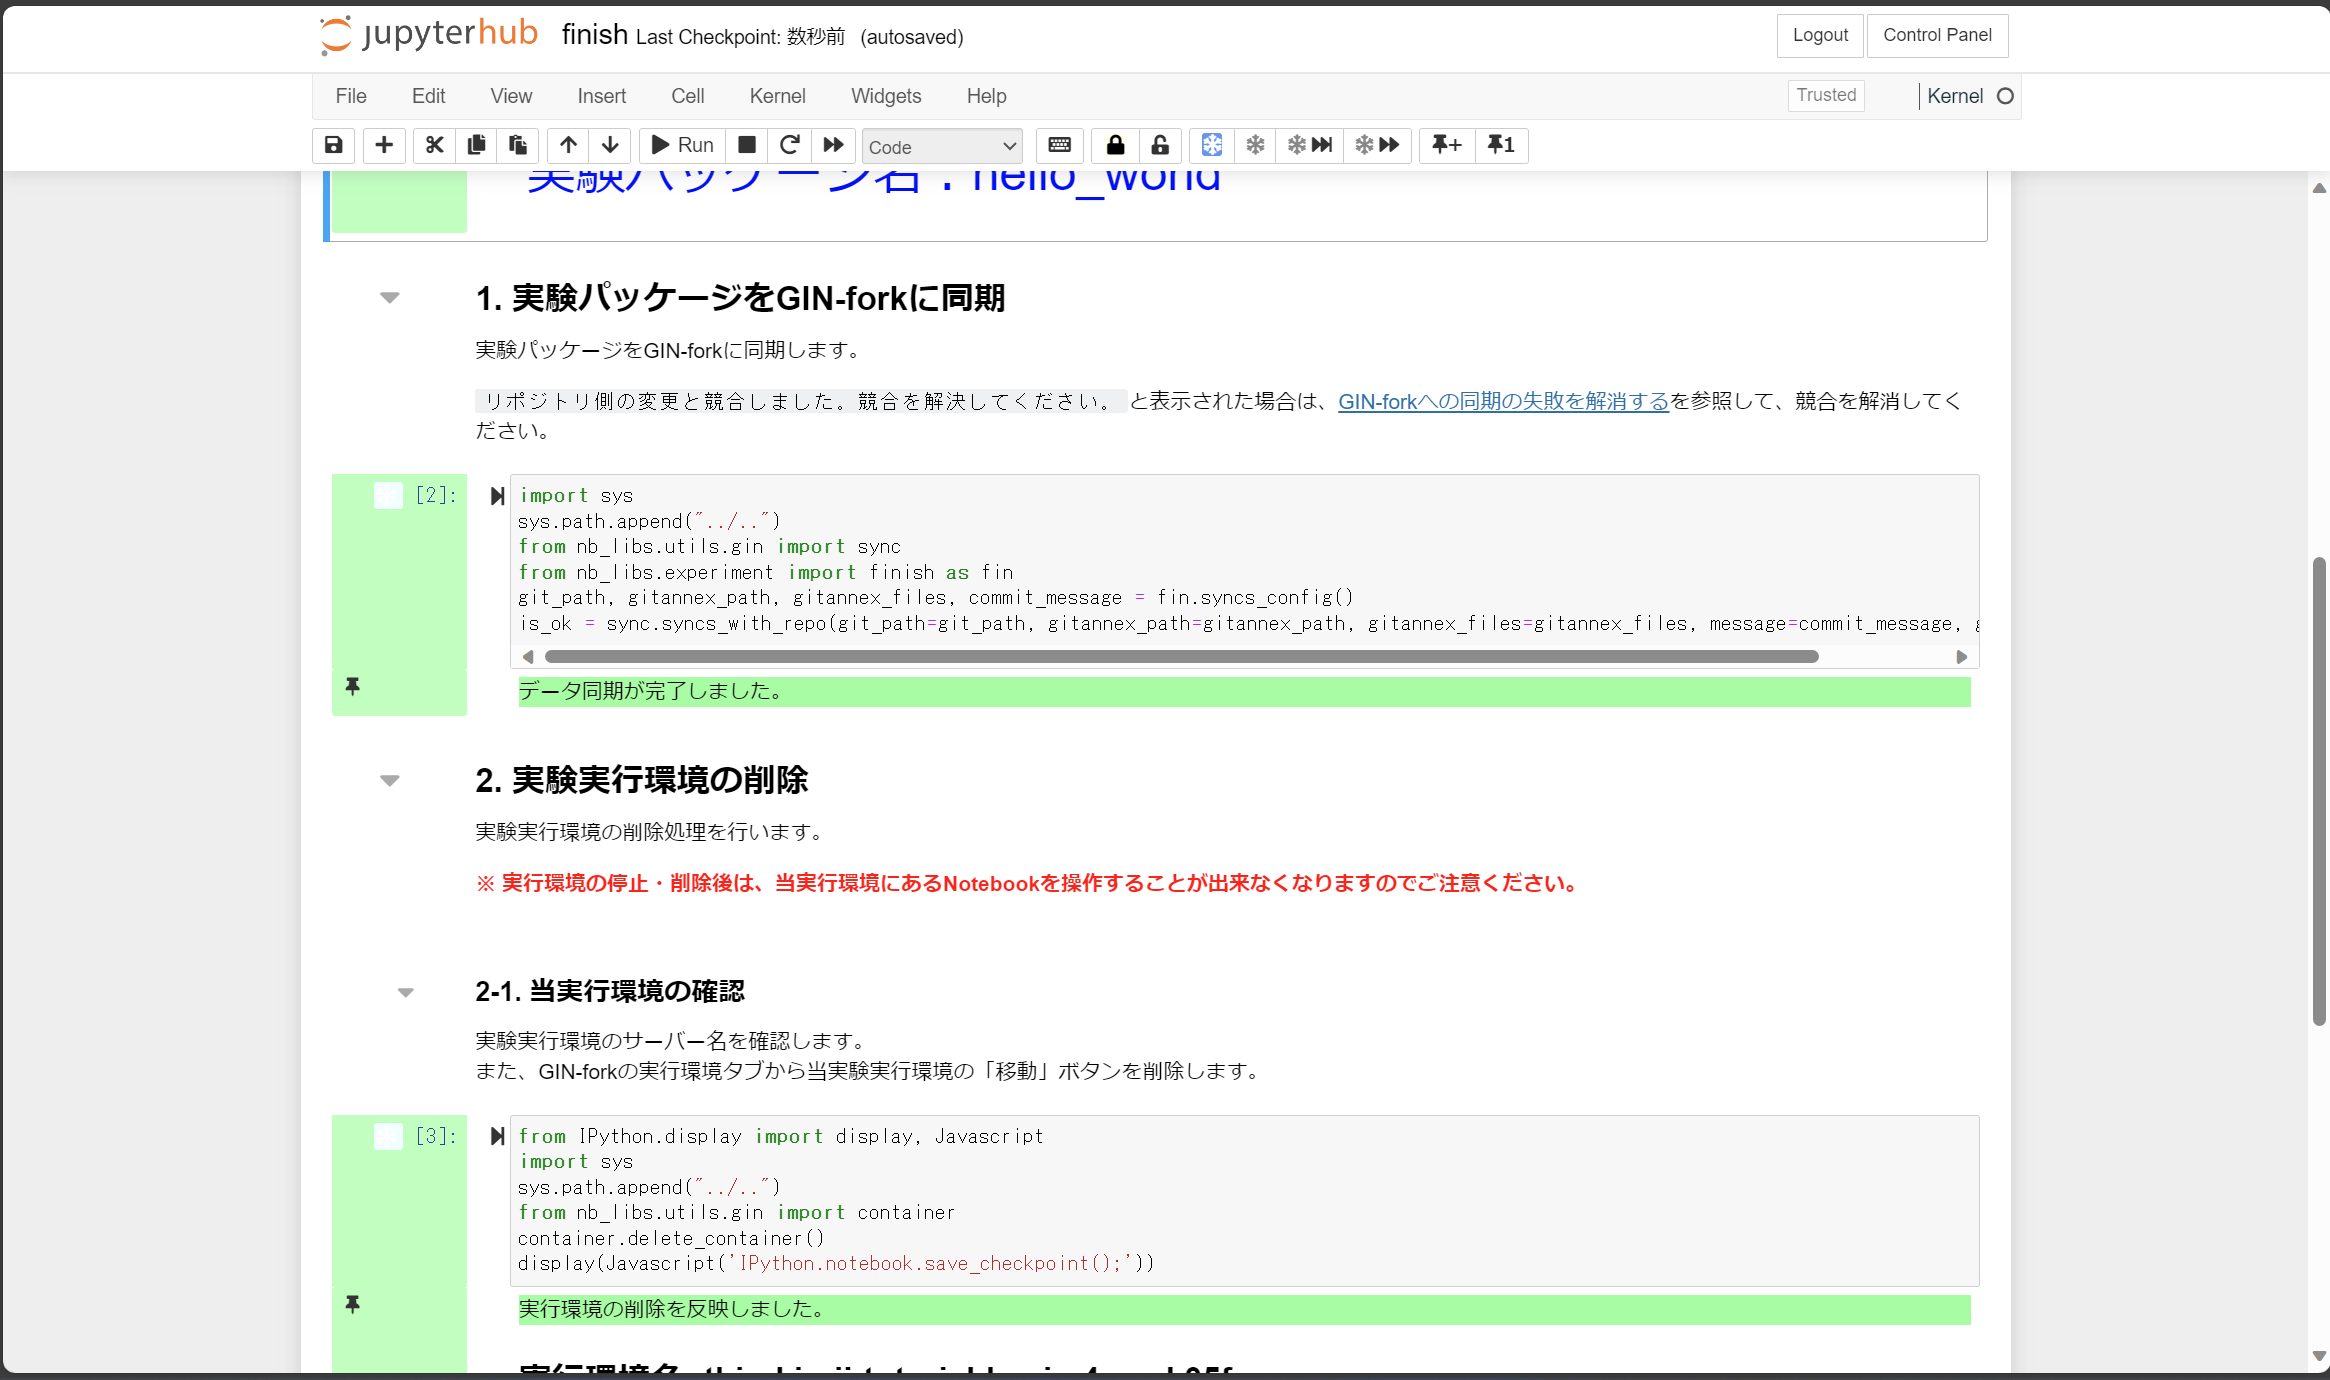 jupyterhub finish Last Checkpoint: 数秒前 (autosaved)
Logout Control Panel
File Edit View Insert Cell Kernel Widgets Help
Trusted Kernel
Run Code
実験パッケージ名：hello_world
1. 実験パッケージをGIN-forkに同期
実験パッケージをGIN-forkに同期します。
リポジトリ側の変更と競合しました。競合を解決してください。 と表示された場合は、GIN-forkへの同期の失敗を解消するを参照して、競合を解消してく
ださい。
[2]:
import sys
sys.path.append("../..")
from nb_libs.utils.gin import sync
from nb_libs.experiment import finish as fin
git_path, gitannex_path, gitannex_files, commit_message = fin.syncs_config()
is_ok = sync.syncs_with_repo(git_path=git_path, gitannex_path=gitannex_path, gitannex_files=gitannex_files, message=commit_message,
データ同期が完了しました。
2. 実験実行環境の削除
実験実行環境の削除処理を行います。
※ 実行環境の停止・削除後は、当実行環境にあるNotebookを操作することが出来なくなりますのでご注意ください。
2-1. 当実行環境の確認
実験実行環境のサーバー名を確認します。
また、GIN-forkの実行環境タブから当実験実行環境の「移動」ボタンを削除します。
[3]:
from IPython.display import display, Javascript
import sys
sys.path.append("../..")
from nb_libs.utils.gin import container
container.delete_container()
display(Javascript('IPython.notebook.save_checkpoint();'))
実行環境の削除を反映しました。